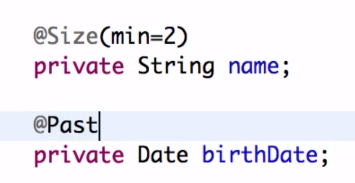 @Size(min=2)
private String name;
@Past
private Date birthDate;